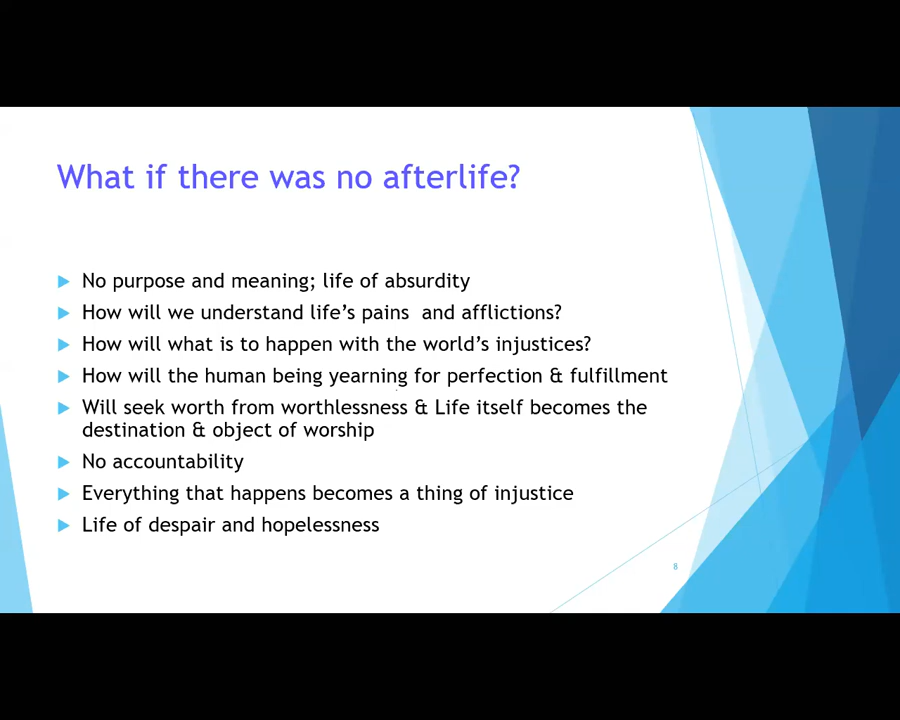 What if there was no afterlife?
No purpose and meaning; life of absurdity
How will we understand life's pains and afflictions?
How will what is to happen with the world's injustices?
How will the human being yearning for perfection & fulfillment
Will seek worth from worthlessness & Life itself becomes the
destination & object of worship
No accountability
Everything that happens becomes a thing of injustice
Life of despair and hopelessness
8